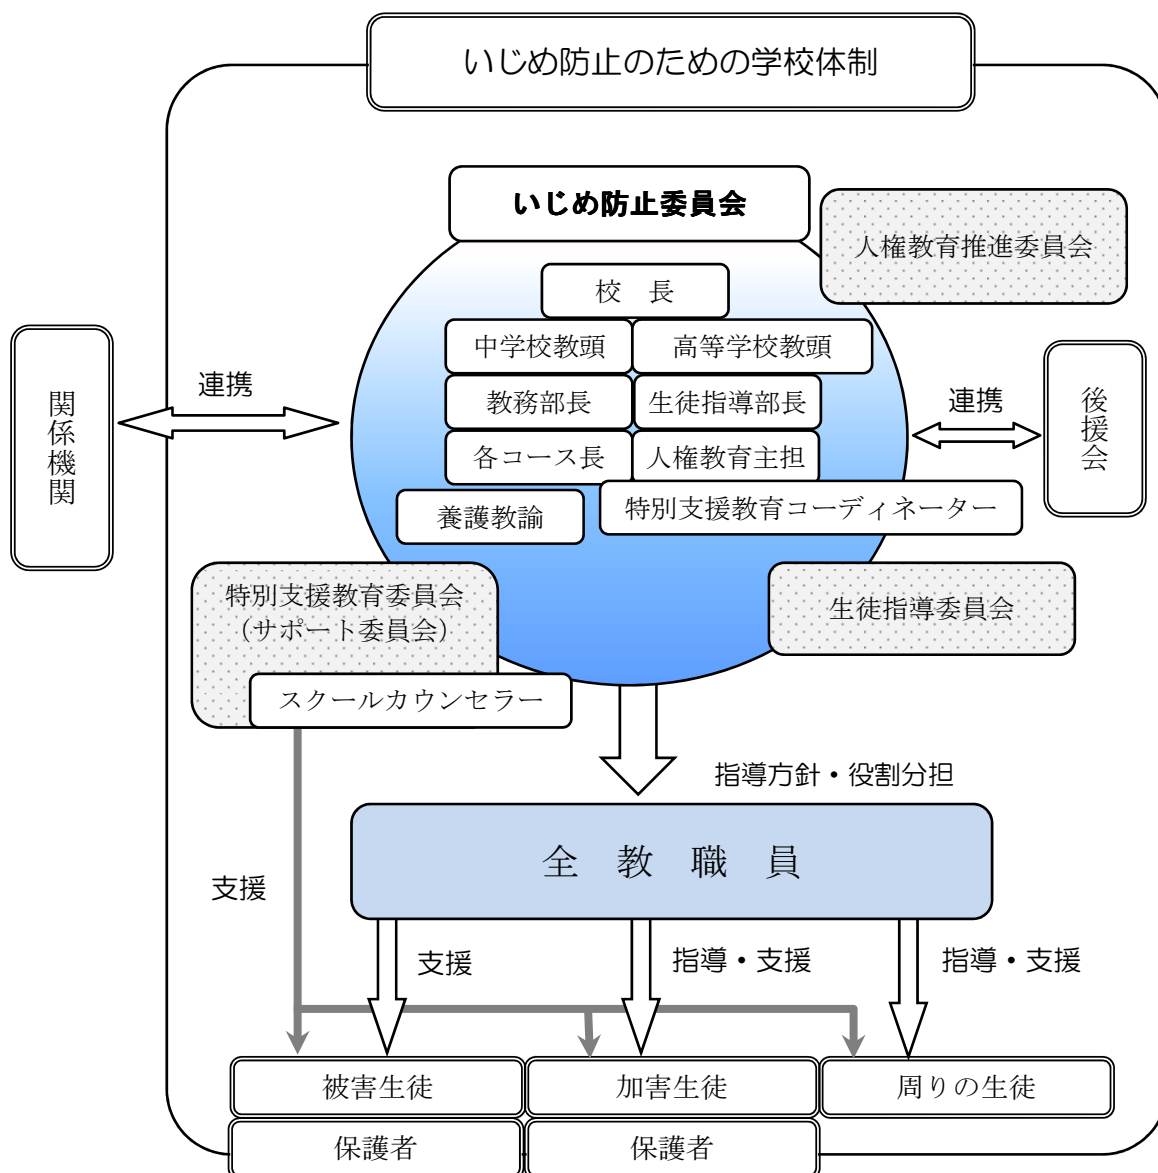 いじめ防止のための学校体制
いじめ防止委員会
人権教育推進委員会
校　長
中学校教頭
高等学校教頭
教務部長
生徒指導部長
各コース長
人権教育主担
養護教諭
特別支援教育コーディネーター
関係機関
連携
連携
後援会
特別支援教育委員会
（サポート委員会）
スクールカウンセラー
生徒指導委員会
指導方針・役割分担
全　教　職　員
支援
支援
指導・支援
指導・支援
被害生徒
加害生徒
周りの生徒
保護者
保護者